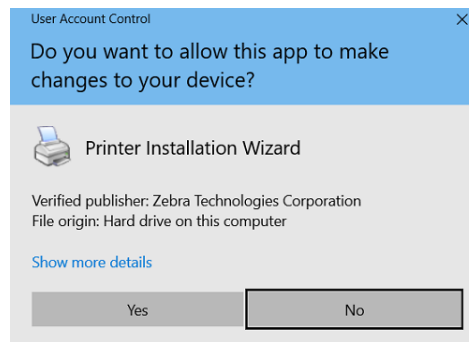 User Account Control
Do you want to allow this app to make
changes to your device?
Printer Installation Wizard
Verified publisher: Zebra Technologies Corporation
File origin: Hard drive on this computer
Show more details
Yes
No